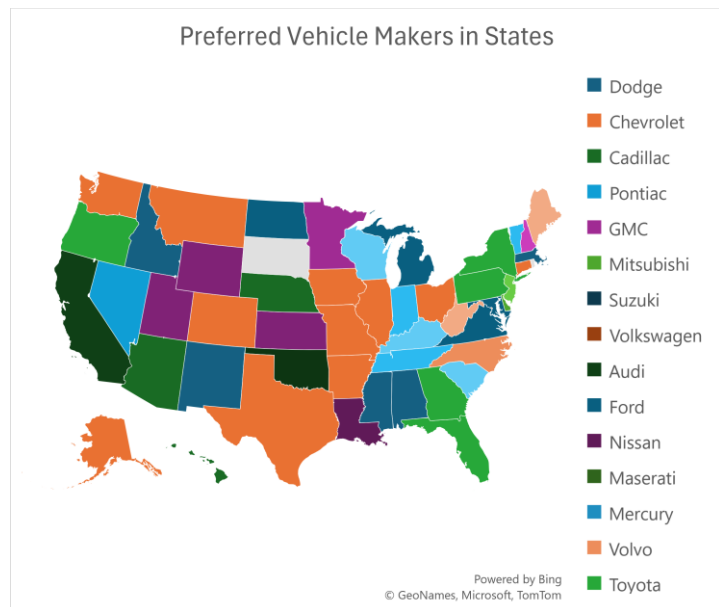 Preferred Vehicle Makers in States
Dodge
Chevrolet
Cadillac
Pontiac
GMC
Mitsubishi
Suzuki
Volkswagen
Audi
Ford
Nissan
Maserati
Mercury
Volvo
Toyota
Powered by Bing
© GeoNames, Microsoft, TomTom